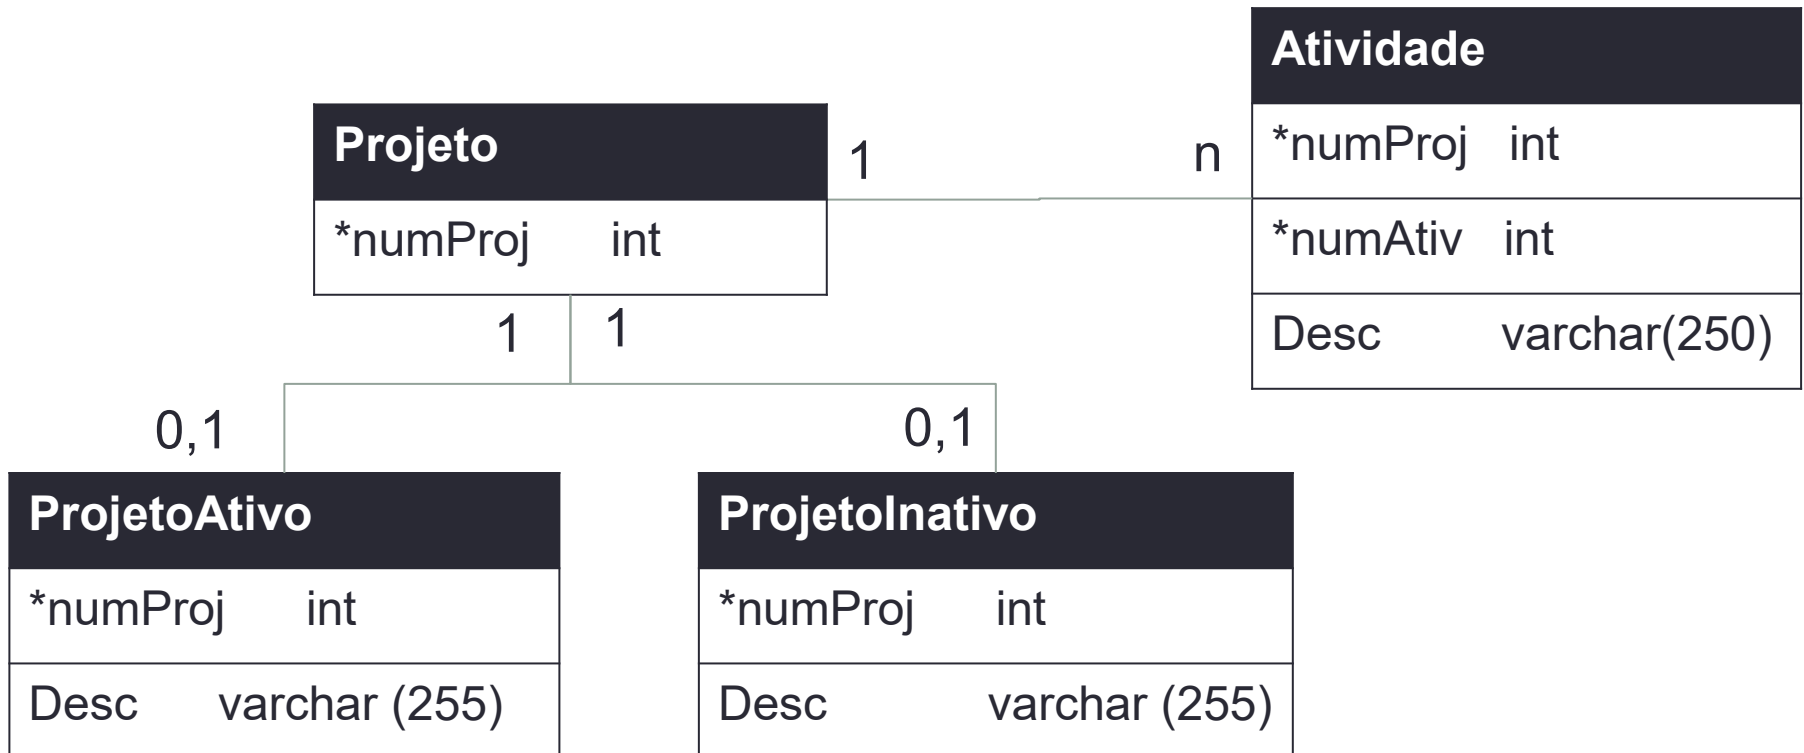 Atividade
*numProj int
*numAtiv int
Desc varchar(250)
Projeto
*numProj int
1
n
1
1
0,1
0,1
ProjetoAtivo
*numProj int
Desc varchar (255)
ProjetoInativo
*numProj int
Desc varchar (255)